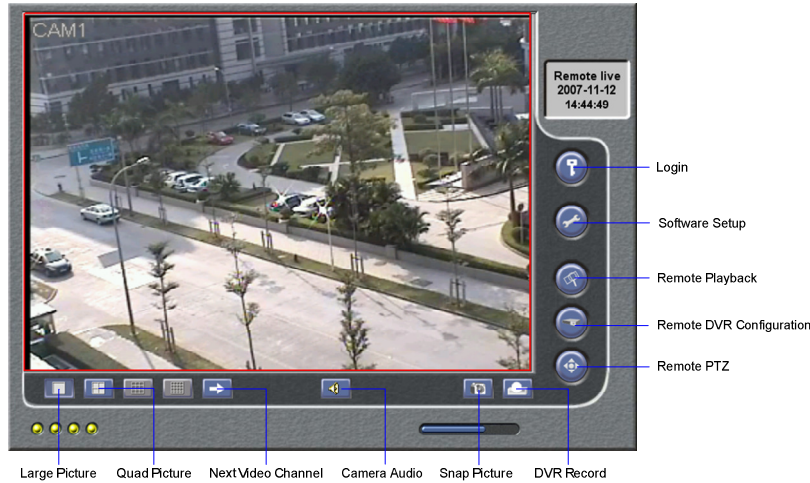 CAM1
Remote live
2007-11-12
14:44:49
Login
Software Setup
Remote Playback
Remote DVR Configuration
Remote PTZ
Large Picture
Quad Picture
Next Video Channel
Camera Audio
Snap Picture
DVR Record